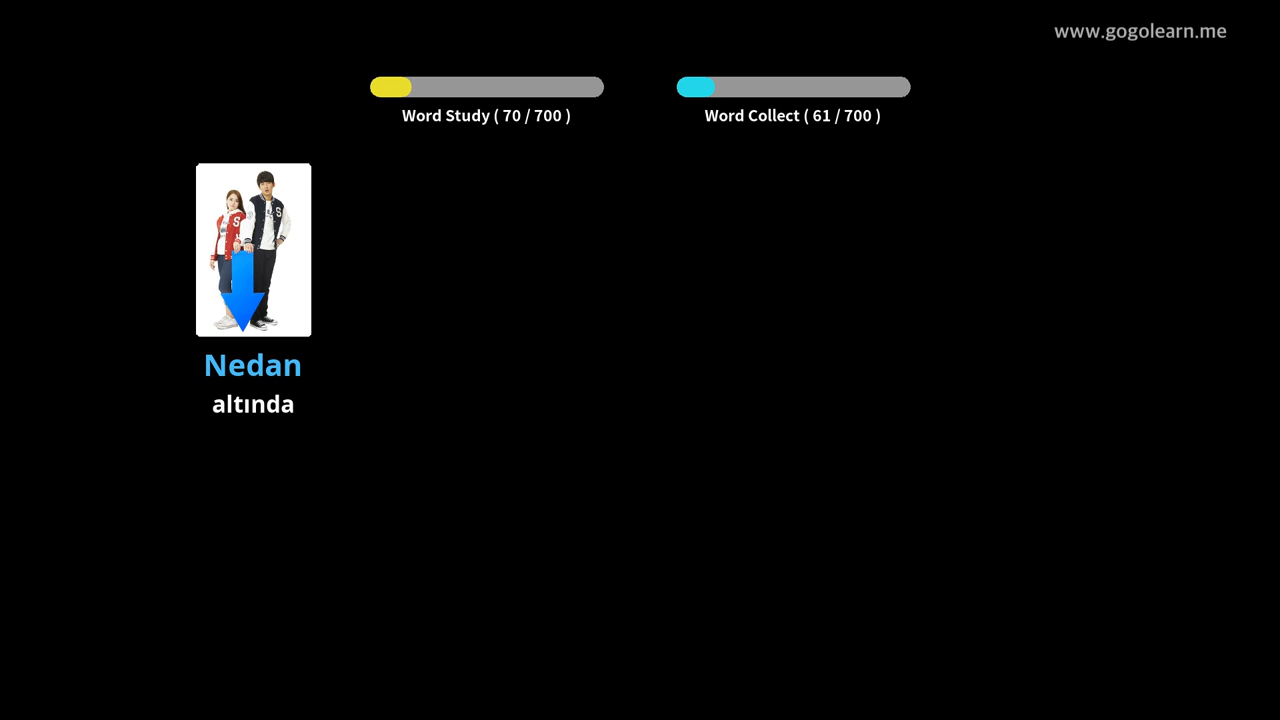 www.gogolearn.me
Word Study ( 70 / 700 )
Word Collect ( 61 / 700 )
S
S
Nedan
altında